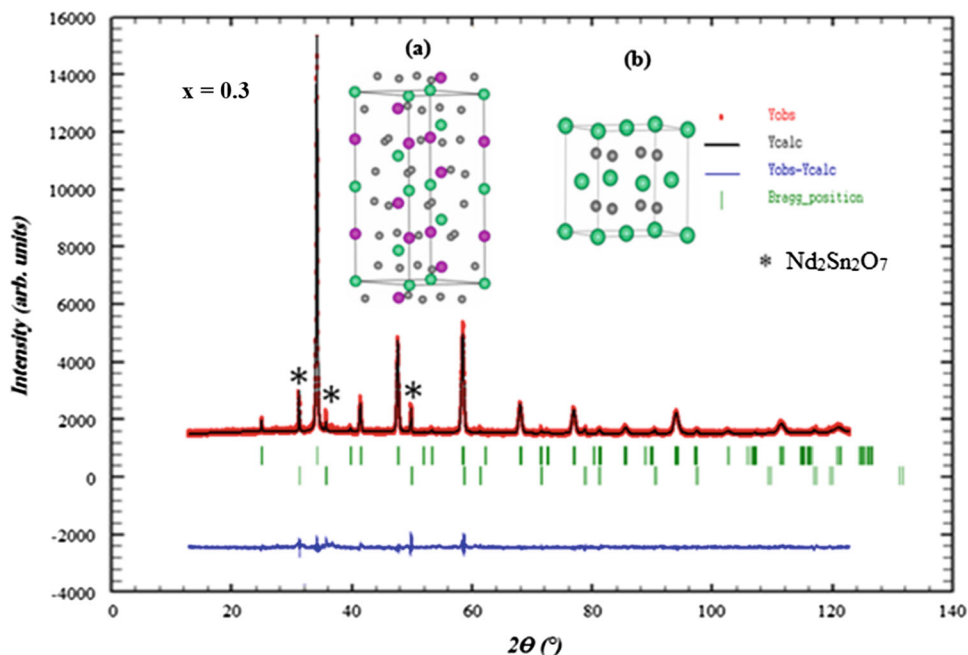 16000
14000
12000
10000
8000
6000
4000
2000
0
-2000
-4000
Intensity (arb. units)
x = 0.3
(a)
(b)
Yobs
Ycalc
Yobs-Ycalc
Bragg_position
* Nd₂Sn₂O₇
*
*
*
0 20 40 60 80 100 120 140
2Θ (°)